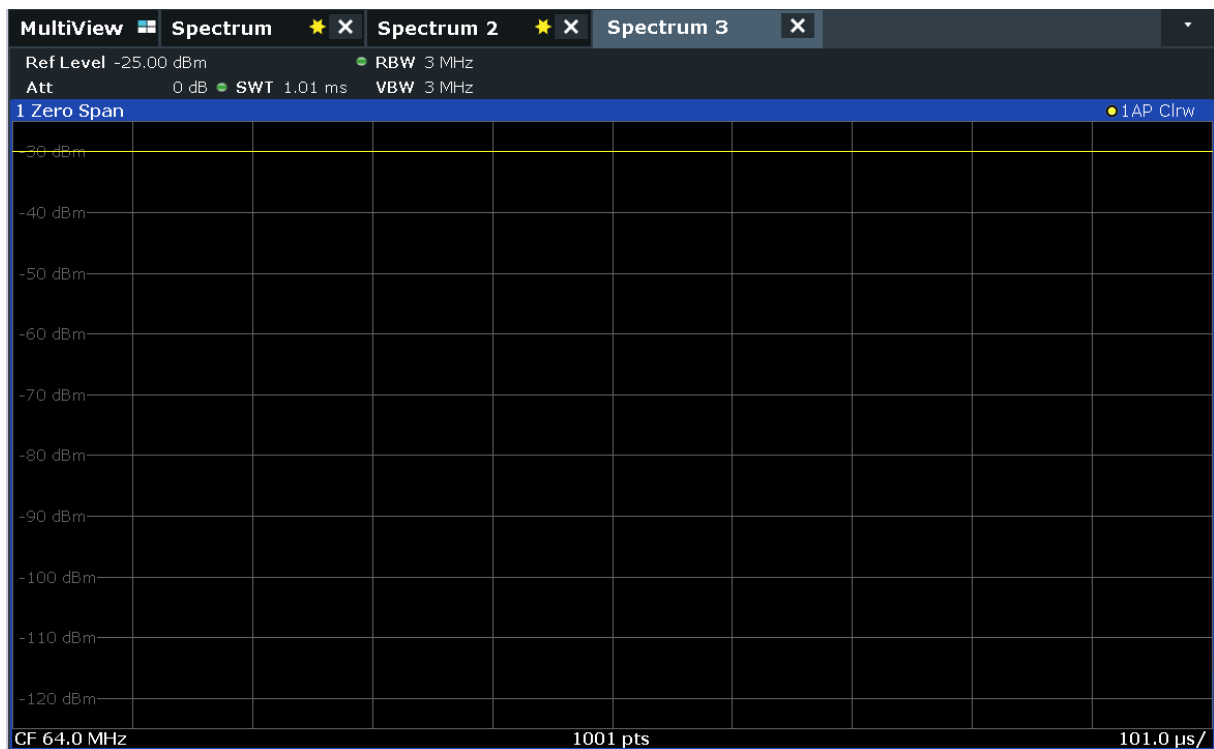 MultiView Spectrum Spectrum 2 Spectrum 3
Ref Level -25.00 dBm RBW 3 MHz
Att 0 dB SWT 1.01 ms VBW 3 MHz
1 Zero Span 1AP Clrw
-30 dBm
-40 dBm
-50 dBm
-60 dBm
-70 dBm
-80 dBm
-90 dBm
-100 dBm
-110 dBm
-120 dBm
CF 64.0 MHz 1001 pts 101.0 µs/